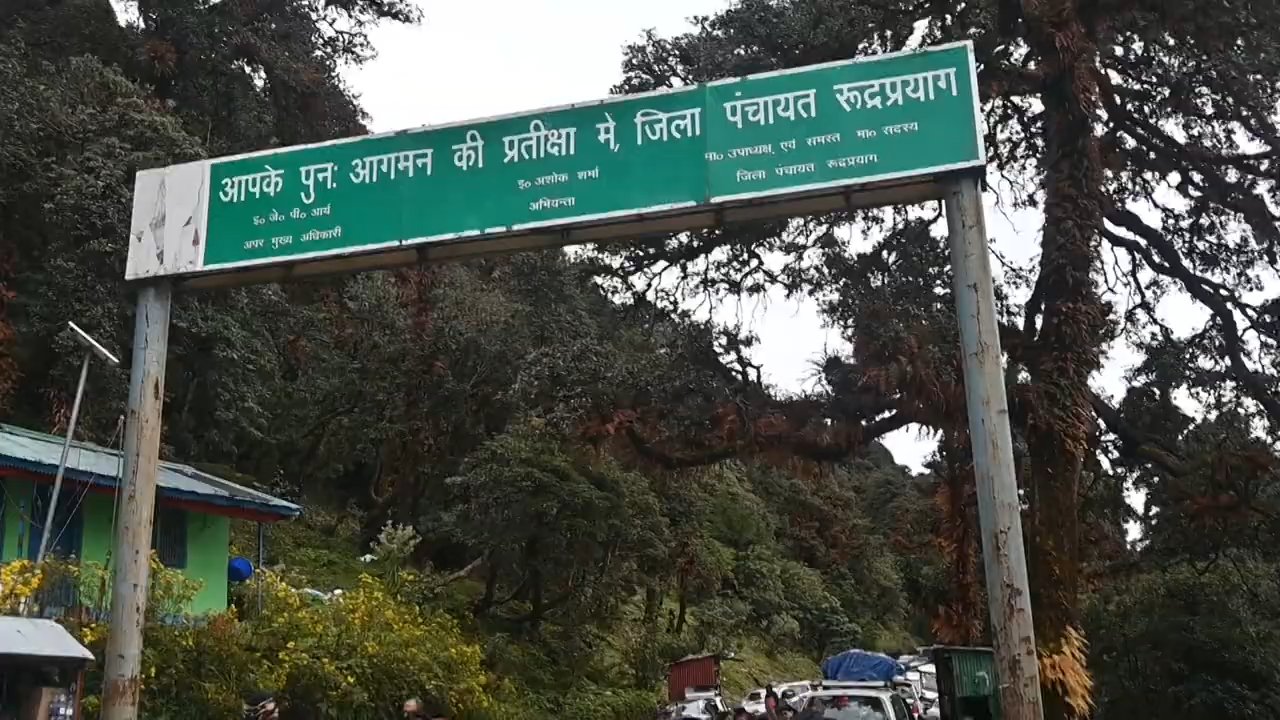 आपके पुनः आगमन की प्रतीक्षा में, जिला पंचायत रूद्रप्रयाग
इ० जे० पी० आर्य
अपर मुख्य अधिकारी
इ० अशोक शर्मा
अभियन्ता
मा० उपाध्यक्ष, एवं समस्त मा० सदस्य
जिला पंचायत रूद्रप्रयाग